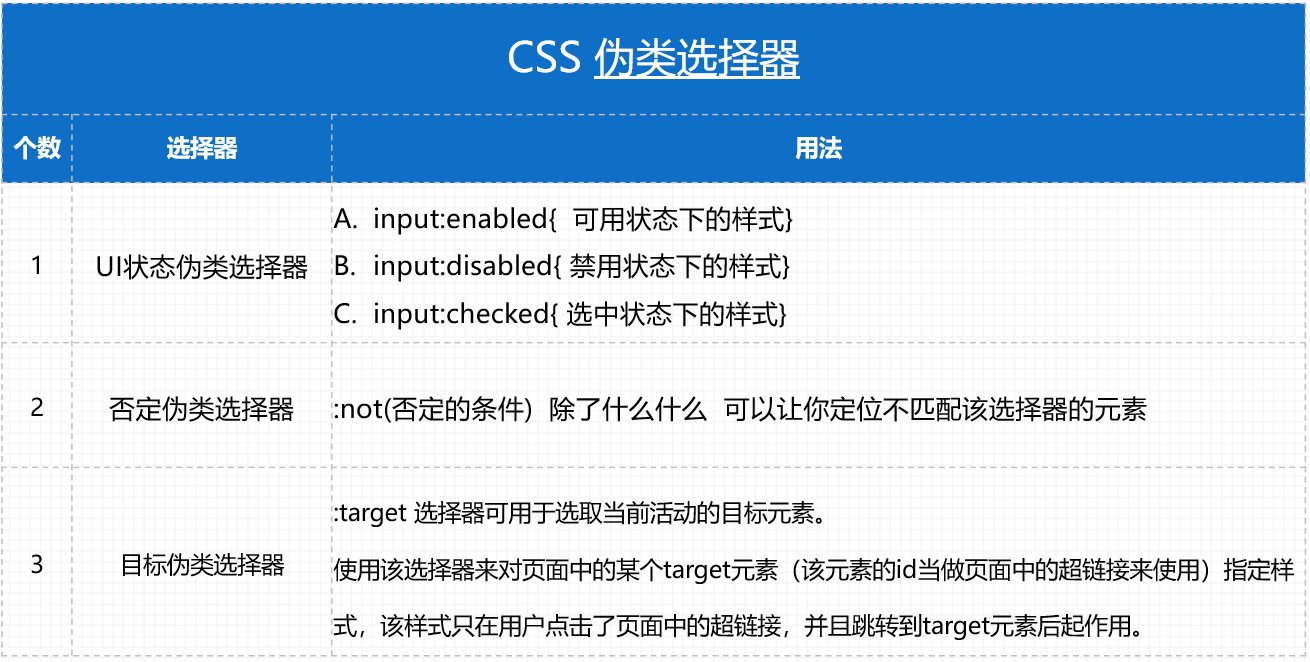 CSS 伪类选择器
个数 选择器 用法
A. input:enabled{ 可用状态下的样式}
1 UI状态伪类选择器 B. input:disabled{ 禁用状态下的样式}
C. input:checked{ 选中状态下的样式}
2 否定伪类选择器 :not(否定的条件) 除了什么什么 可以让你定位不匹配该选择器的元素
:target 选择器可用于选取当前活动的目标元素。
3 目标伪类选择器 使用该选择器来对页面中的某个target元素（该元素的id当做页面中的超链接来使用）指定样
式，该样式只在用户点击了页面中的超链接，并且跳转到target元素后起作用。